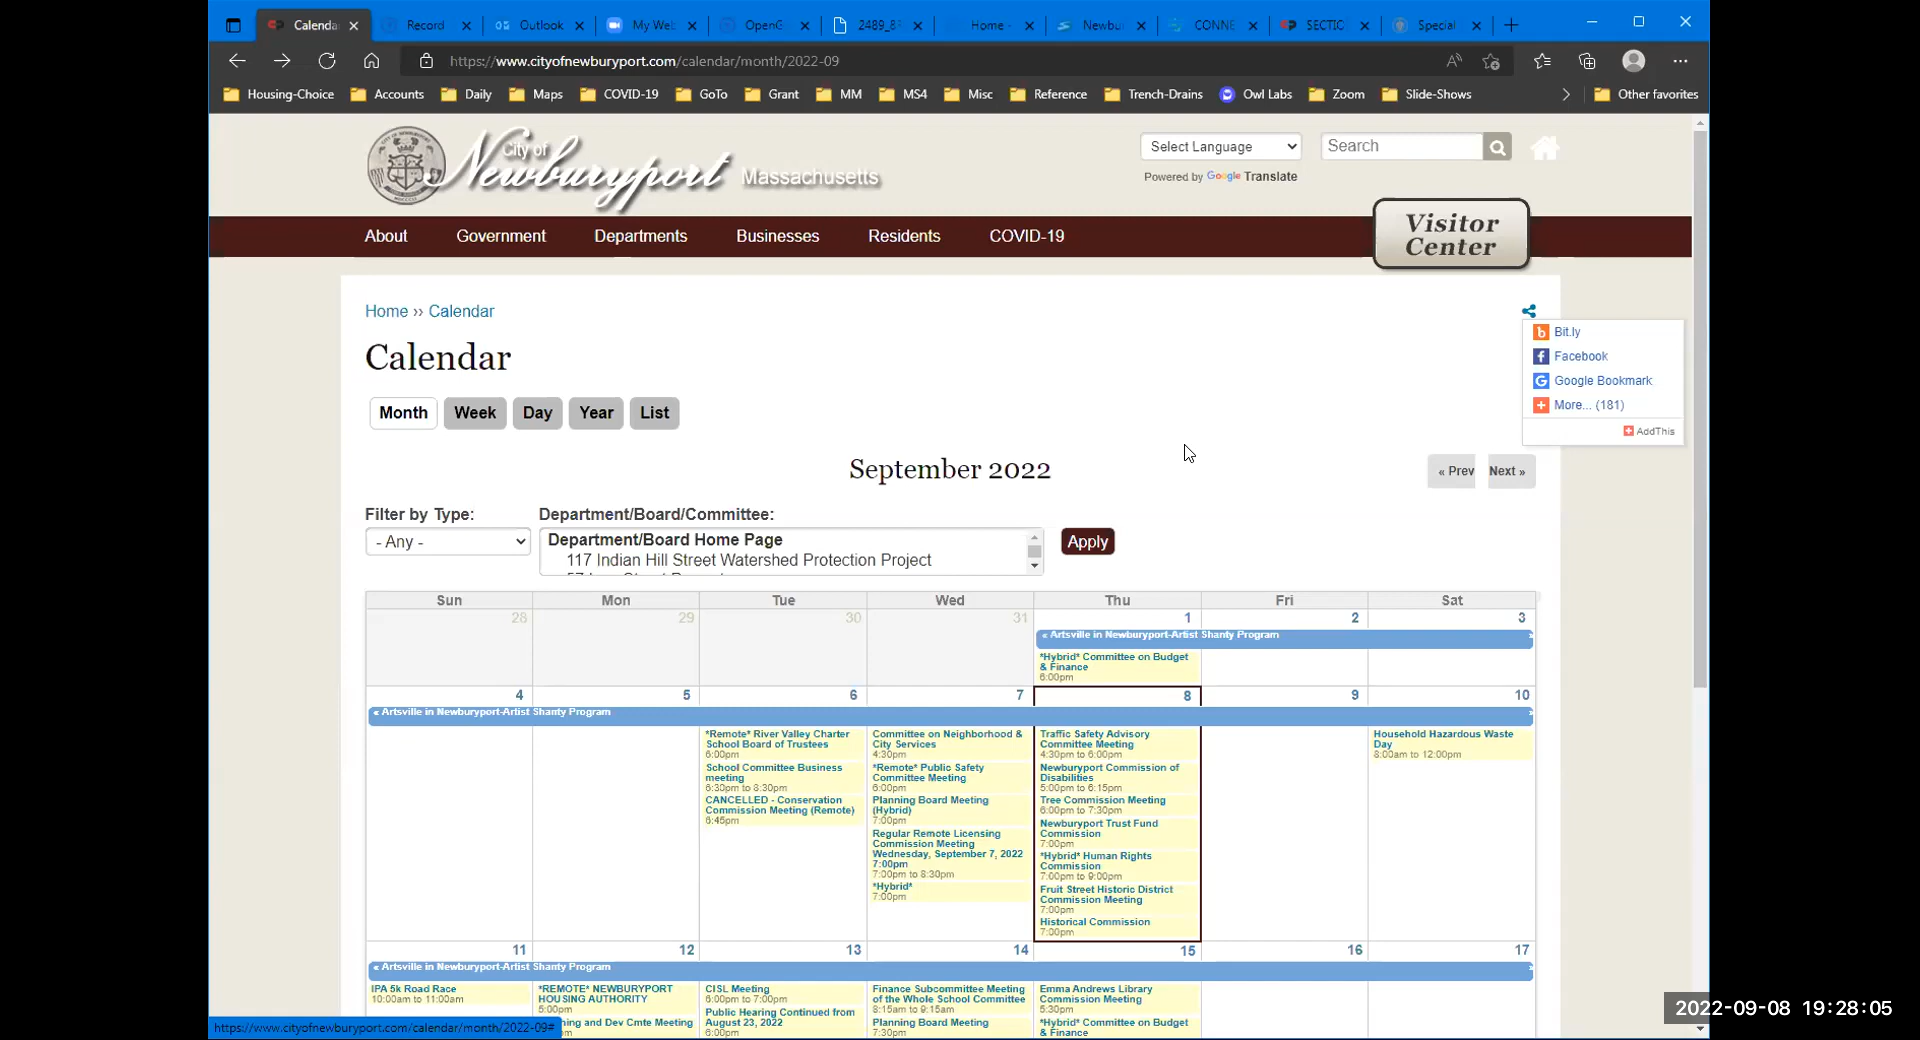 Calenda
Record
Outlook
My Wel
OpenG
2489_8
Home -
Newbu
CONNE
SECTIO
Special
https://www.cityofnewburyport.com/calendar/month/2022-09
Housing-Choice Accounts Daily Maps COVID-19 GoTo Grant MM MS4 Misc Reference Trench-Drains Owl Labs Zoom Slide-Shows Other favorites
City of
Newburyport Massachusetts
Select Language
Search
Powered by Google Translate
About Government Departments Businesses Residents COVID-19
Visitor
Center
Home ›› Calendar
Bit.ly
Facebook
Google Bookmark
More... (181)
AddThis
Calendar
Month Week Day Year List
September 2022
« Prev Next »
Filter by Type: Department/Board/Committee:
- Any -
Department/Board Home Page
117 Indian Hill Street Watershed Protection Project
Apply
Sun Mon Tue Wed Thu Fri Sat
28 29 30 31 1 2 3
« Artsville in Newburyport-Artist Shanty Program »
*Hybrid* Committee on Budget
& Finance
6:00pm
4 5 6 7 8 9 10
« Artsville in Newburyport-Artist Shanty Program »
*Remote* River Valley Charter
School Board of Trustees
6:00pm
School Committee Business
meeting
6:30pm to 8:30pm
CANCELLED - Conservation
Commission Meeting (Remote)
6:45pm
Committee on Neighborhood &
City Services
4:30pm
*Remote* Public Safety
Committee Meeting
6:00pm
Planning Board Meeting
(Hybrid)
7:00pm
Regular Remote Licensing
Commission Meeting
Wednesday, September 7, 2022
7:00pm
7:00pm to 8:30pm
*Hybrid*
7:00pm
Traffic Safety Advisory
Committee Meeting
4:30pm to 6:00pm
Newburyport Commission of
Disabilities
5:00pm to 6:15pm
Tree Commission Meeting
6:00pm to 7:30pm
Newburyport Trust Fund
Commission
7:00pm
*Hybrid* Human Rights
Commission
7:00pm to 9:00pm
Fruit Street Historic District
Commission Meeting
7:00pm
Historical Commission
7:00pm
Household Hazardous Waste
Day
8:00am to 12:00pm
11 12 13 14 15 16 17
« Artsville in Newburyport-Artist Shanty Program »
IPA 5k Road Race
10:00am to 11:00am
*REMOTE* NEWBURYPORT
HOUSING AUTHORITY
5:00pm
ning and Dev Cmte Meeting
CISL Meeting
6:00pm to 7:00pm
Public Hearing Continued from
August 23, 2022
6:00pm
Finance Subcommittee Meeting
of the Whole School Committee
8:15am to 9:15am
Planning Board Meeting
7:30pm
Emma Andrews Library
Commission Meeting
5:30pm
*Hybrid* Committee on Budget
& Finance
https://www.cityofnewburyport.com/calendar/month/2022-09#
2022-09-08 19:28:05